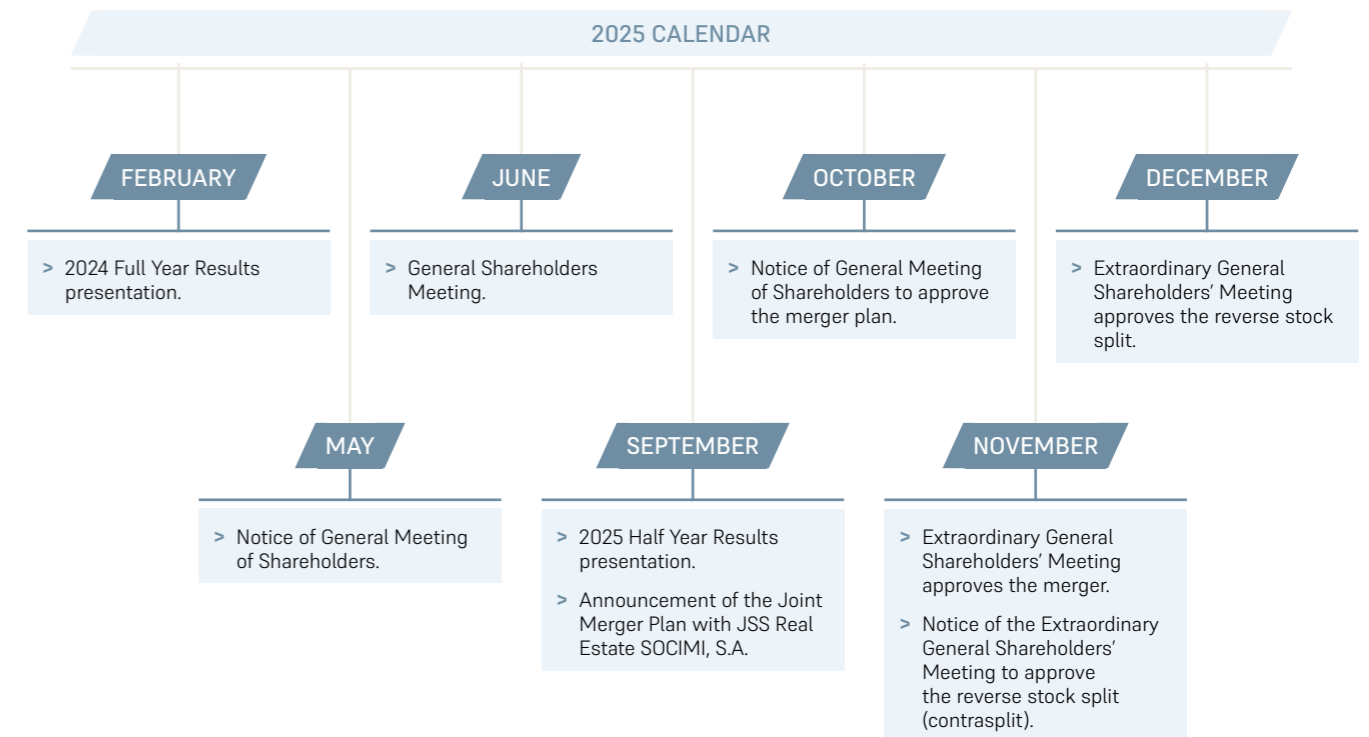 2025 CALENDAR
FEBRUARY
> 2024 Full Year Results
presentation.
MAY
> Notice of General Meeting
of Shareholders.
JUNE
> General Shareholders
Meeting.
SEPTEMBER
> 2025 Half Year Results
presentation.
> Announcement of the Joint
Merger Plan with JSS Real
Estate SOCIMI, S.A.
OCTOBER
> Notice of General Meeting
of Shareholders to approve
the merger plan.
NOVEMBER
> Extraordinary General
Shareholders’ Meeting
approves the merger.
> Notice of the Extraordinary
General Shareholders’
Meeting to approve
the reverse stock split
(contrasplit).
DECEMBER
> Extraordinary General
Shareholders’ Meeting
approves the reverse stock
split.